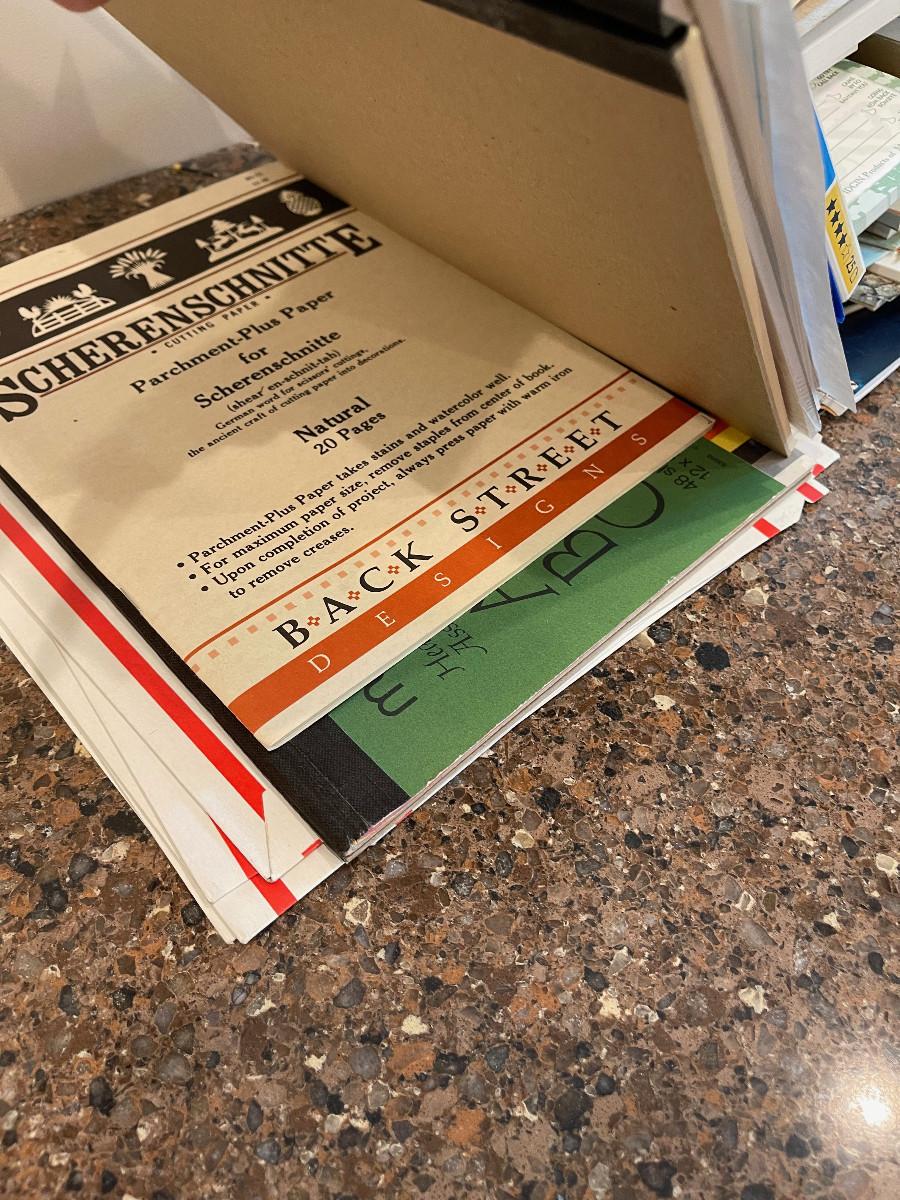 SCHERENSCHNITTE
• CUTTING PAPER •
Parchment-Plus Paper
for
Scherenschnitte
(shear' en-schnit-tah)
German word for scissors' cuttings,
the ancient craft of cutting paper into decorations.
Natural
20 Pages
• Parchment-Plus Paper takes stains and watercolor well.
• For maximum paper size, remove staples from center of book.
• Upon completion of project, always press paper with warm iron
to remove creases.
BACK STREET
DESIGNS
48 s
12 x